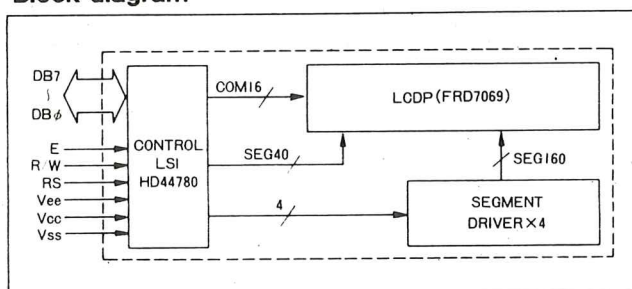 Block diagram
DB7
~
DBϕ
E
R/W
RS
Vee
Vcc
Vss
CONTROL
LSI
HD44780
COM16
SEG40
4
LCDP (FRD7069)
SEG160
SEGMENT
DRIVER×4